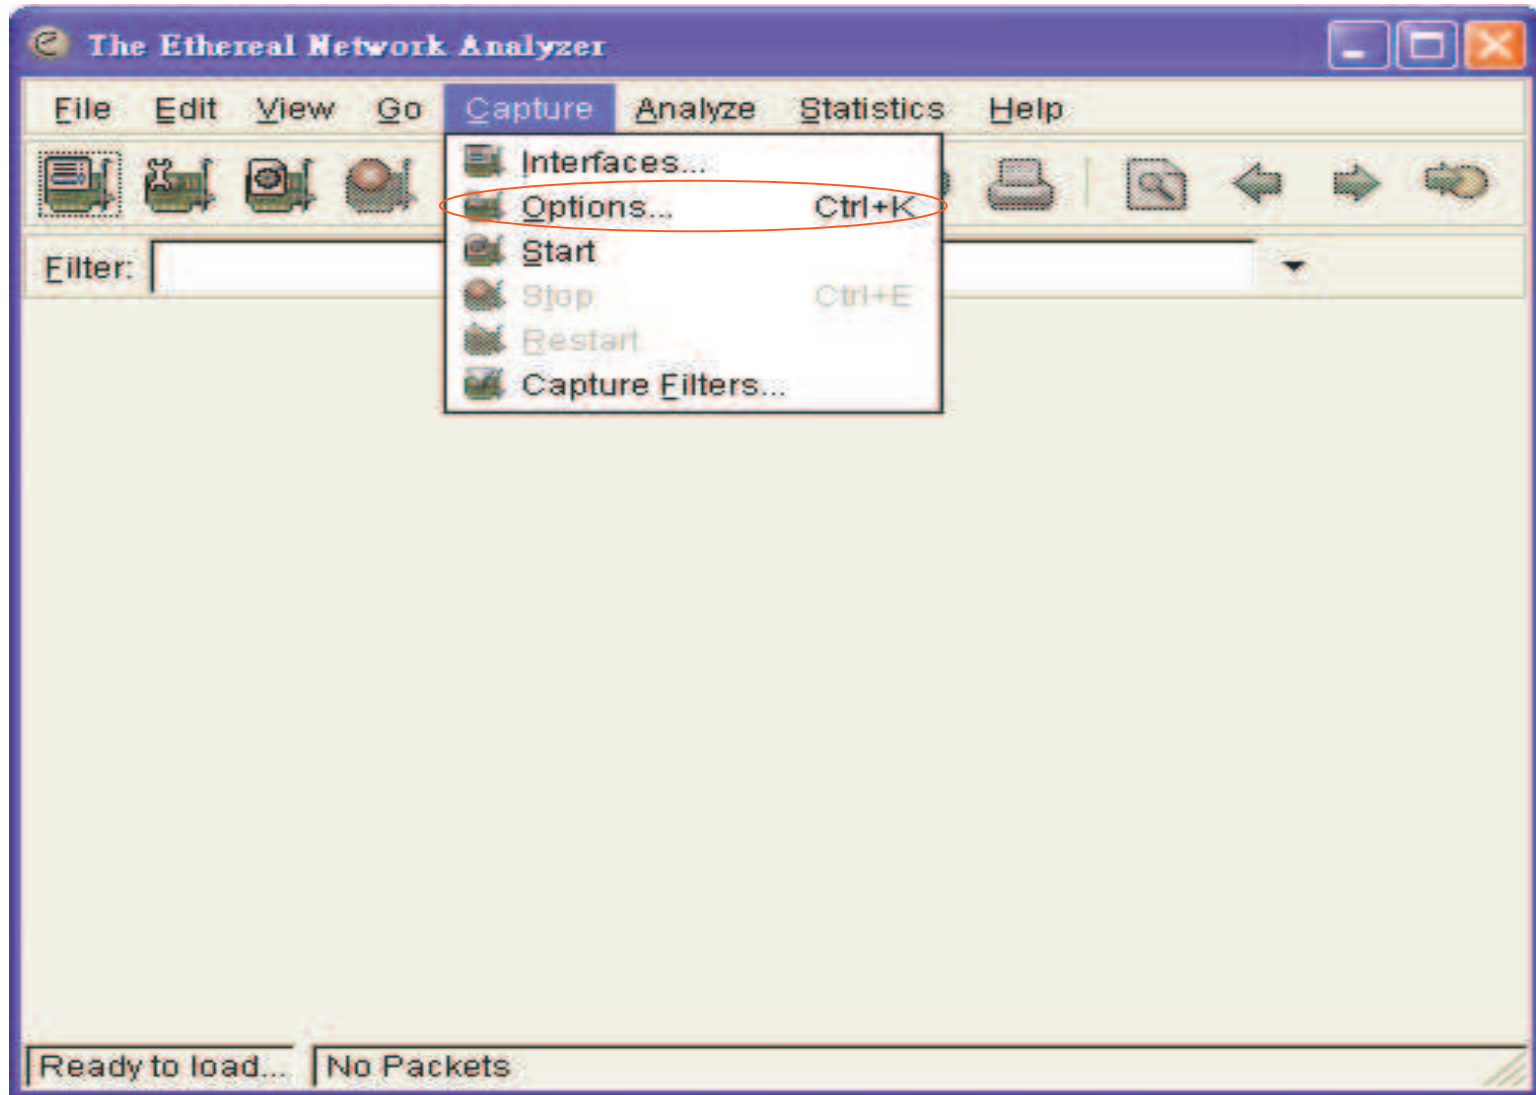 The Ethereal Network Analyzer
File Edit View Go Capture Analyze Statistics Help
Interfaces...
Options... Ctrl+K
Filter:
Start
Stop Ctrl+E
Restart
Capture Filters...
Ready to load... No Packets